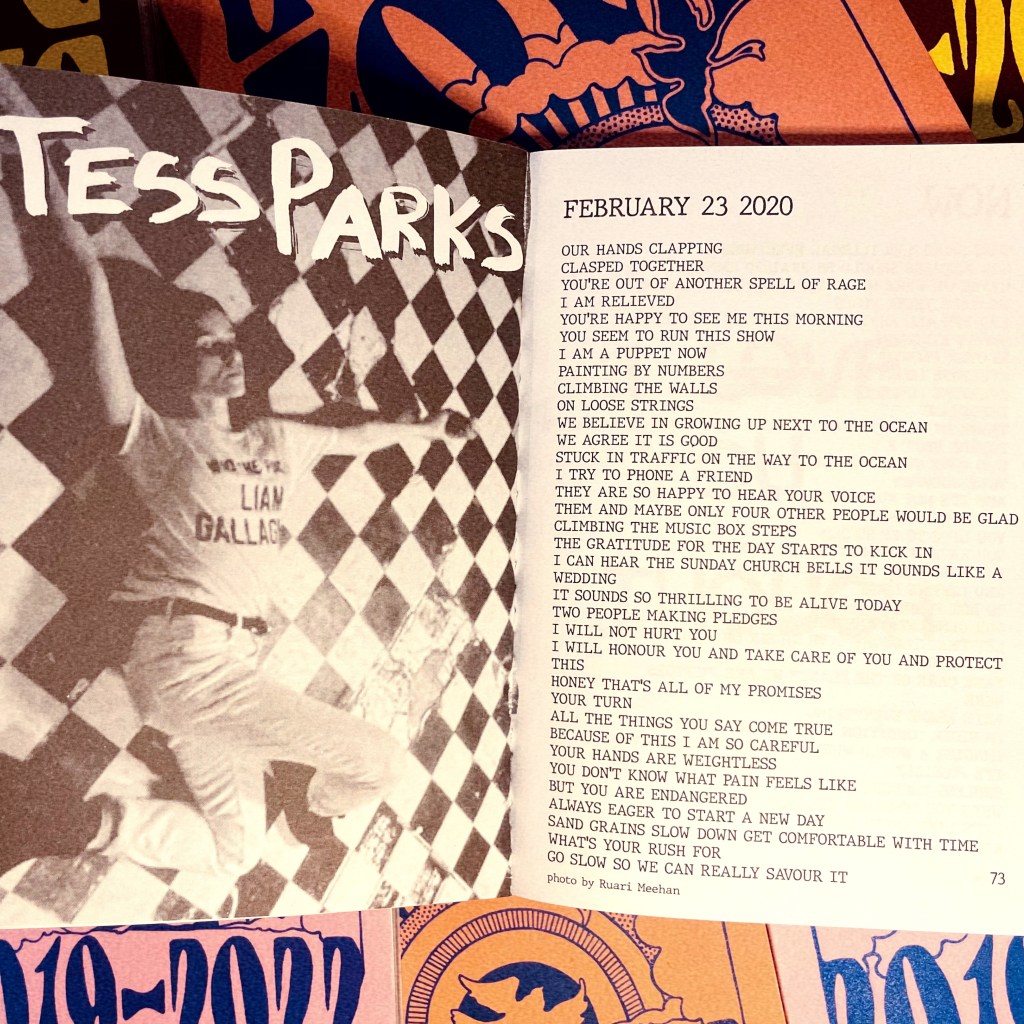 TESS PARKS
LIAM
GALLAG
FEBRUARY 23 2020
OUR HANDS CLAPPING
CLASPED TOGETHER
YOU'RE OUT OF ANOTHER SPELL OF RAGE
I AM RELIEVED
YOU'RE HAPPY TO SEE ME THIS MORNING
YOU SEEM TO RUN THIS SHOW
I AM A PUPPET NOW
PAINTING BY NUMBERS
CLIMBING THE WALLS
ON LOOSE STRINGS
WE BELIEVE IN GROWING UP NEXT TO THE OCEAN
WE AGREE IT IS GOOD
STUCK IN TRAFFIC ON THE WAY TO THE OCEAN
I TRY TO PHONE A FRIEND
THEY ARE SO HAPPY TO HEAR YOUR VOICE
THEM AND MAYBE ONLY FOUR OTHER PEOPLE WOULD BE GLAD
CLIMBING THE MUSIC BOX STEPS
THE GRATITUDE FOR THE DAY STARTS TO KICK IN
I CAN HEAR THE SUNDAY CHURCH BELLS IT SOUNDS LIKE A
WEDDING
IT SOUNDS SO THRILLING TO BE ALIVE TODAY
TWO PEOPLE MAKING PLEDGES
I WILL NOT HURT YOU
I WILL HONOUR YOU AND TAKE CARE OF YOU AND PROTECT
THIS
HONEY THAT'S ALL OF MY PROMISES
YOUR TURN
ALL THE THINGS YOU SAY COME TRUE
BECAUSE OF THIS I AM SO CAREFUL
YOUR HANDS ARE WEIGHTLESS
YOU DON'T KNOW WHAT PAIN FEELS LIKE
BUT YOU ARE ENDANGERED
ALWAYS EAGER TO START A NEW DAY
SAND GRAINS SLOW DOWN GET COMFORTABLE WITH TIME
WHAT'S YOUR RUSH FOR
GO SLOW SO WE CAN REALLY SAVOUR IT
photo by Ruari Meehan
73
2019-2022